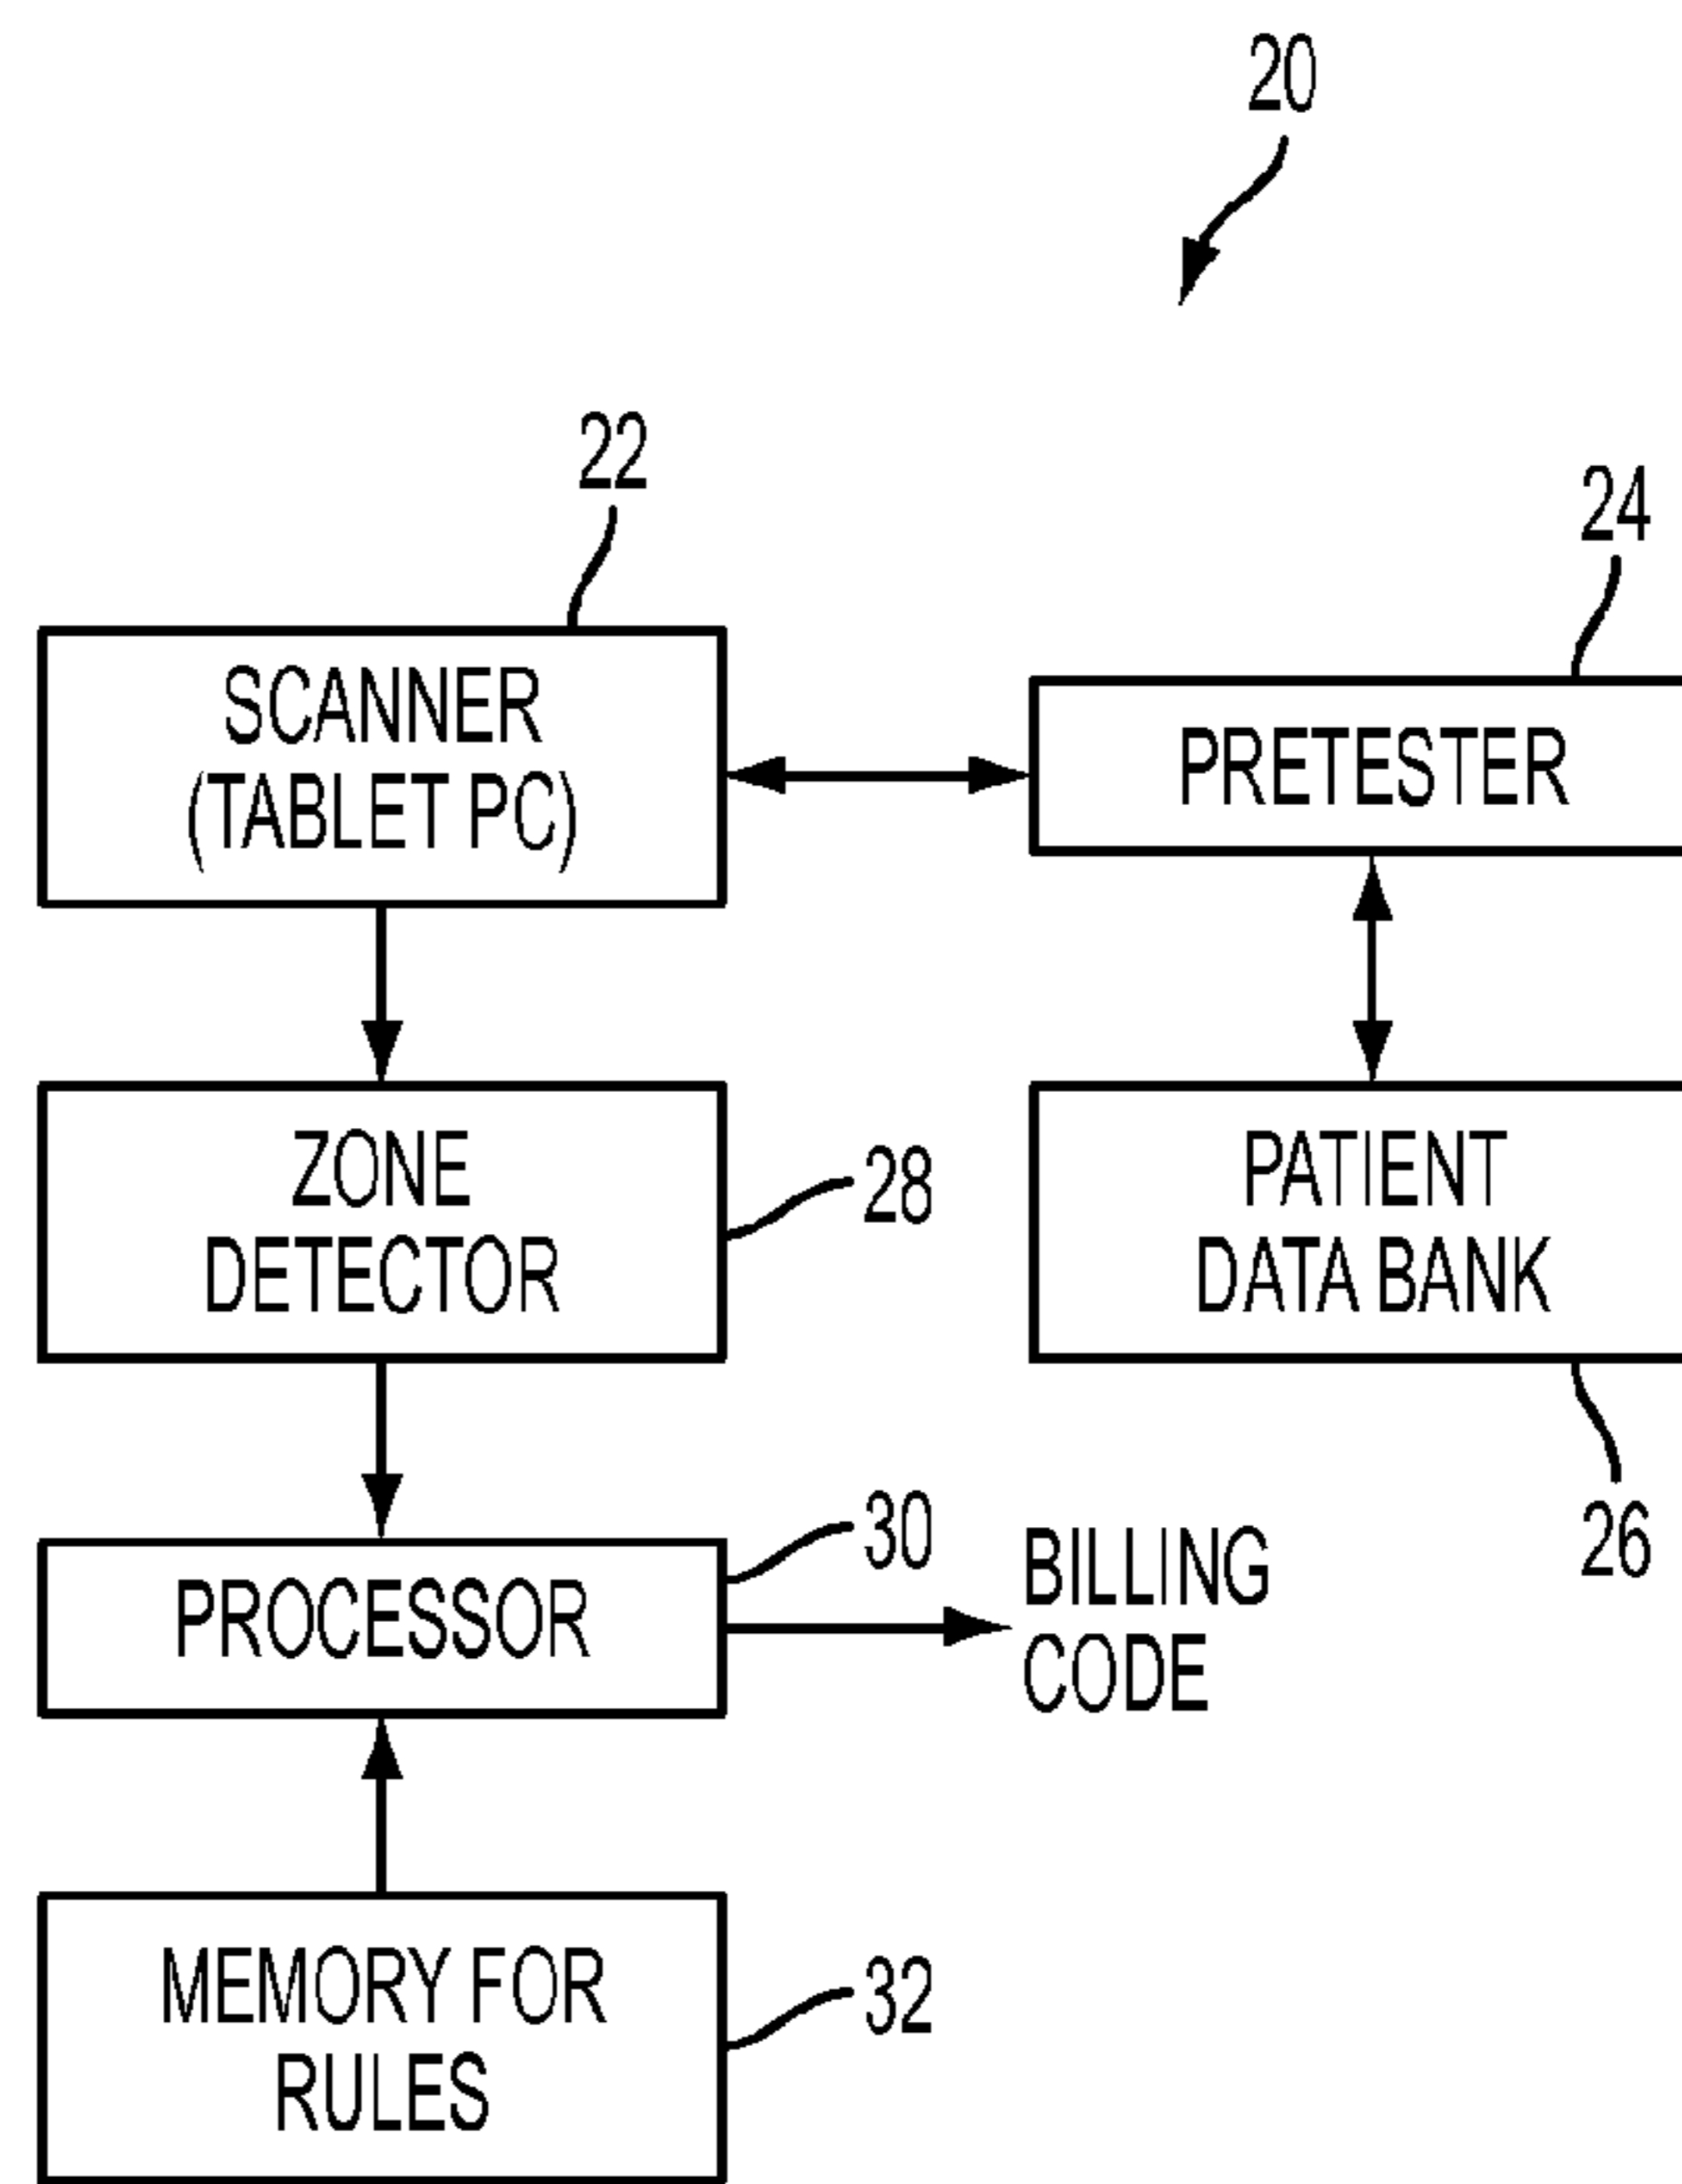 20
22
24
SCANNER
(TABLET PC)
PRETESTER
ZONE
DETECTOR
28
PATIENT
DATA BANK
26
PROCESSOR
30
BILLING
CODE
MEMORY FOR
RULES
32